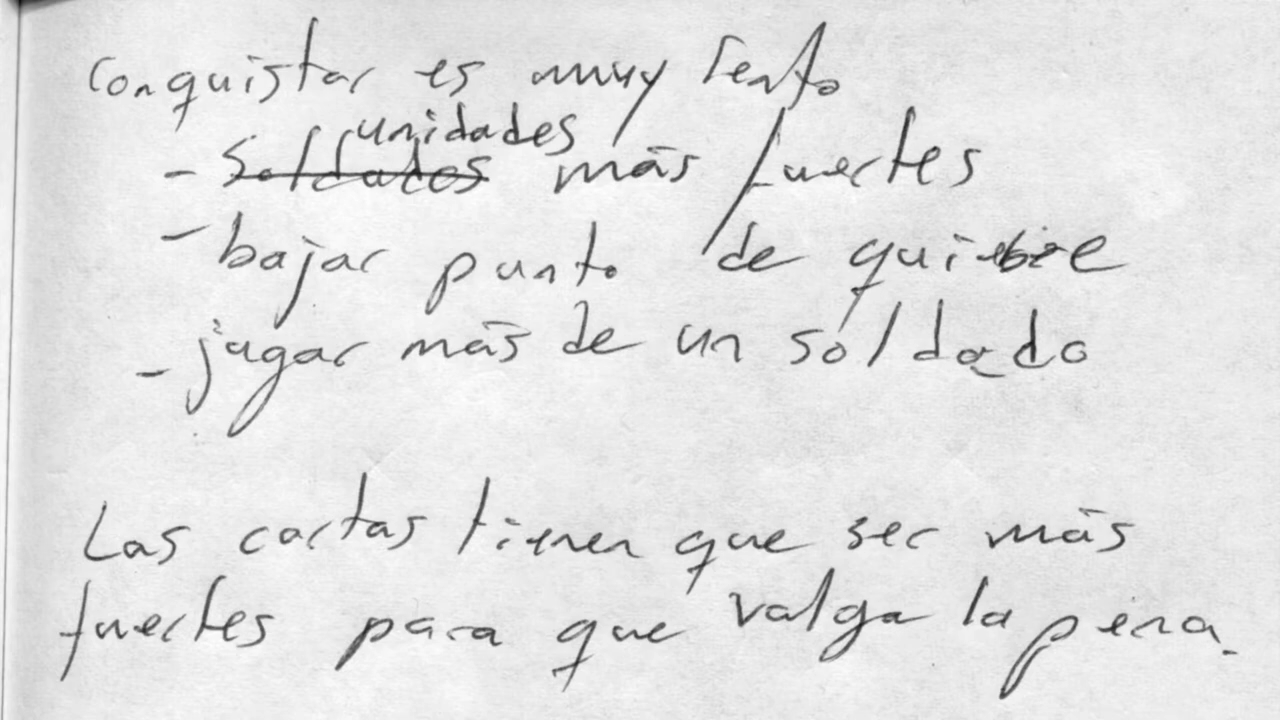 Conquistar es muy lento
unidades
- Soldados más fuertes
- bajar punto de quiebre
- jugar más de un soldado
Las cartas tienen que ser más
fuertes para que valga la pena.